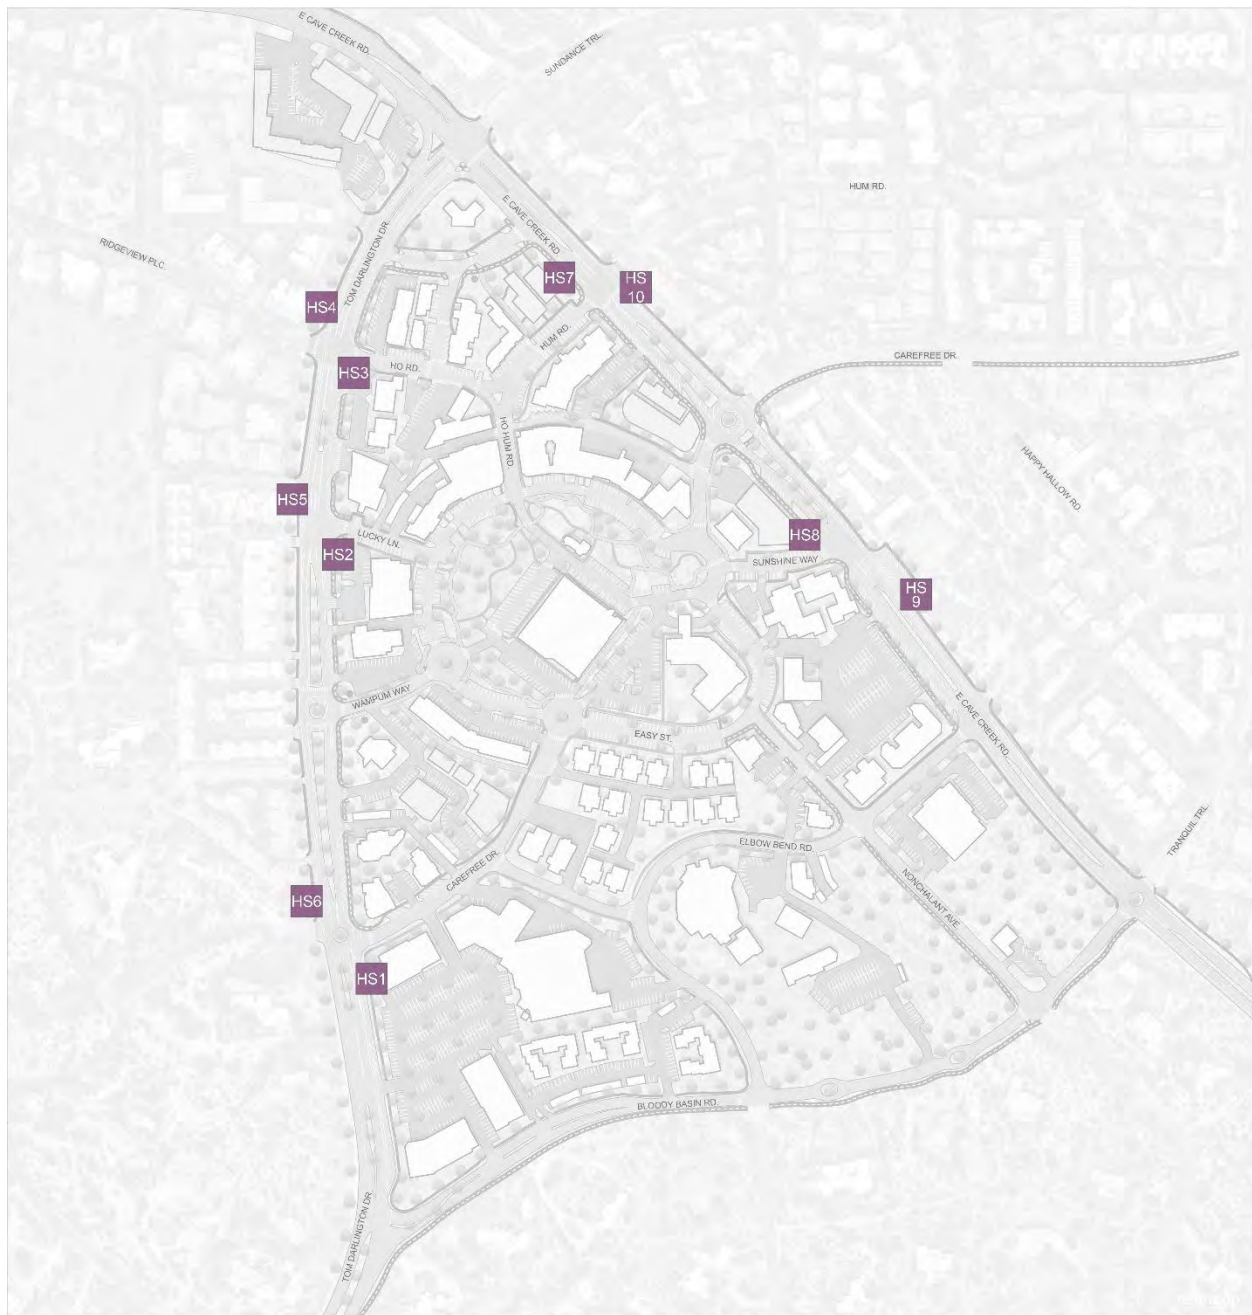 E CAVE CREEK RD.
SUNDANCE TRL.
HUM RD.
E CAVE CREEK RD.
RIDGEVIEW PLC.
TOM DARLINGTON DR.
HS7
HS
10
HS4
HUM RD.
CAREFREE DR.
HO RD.
HS3
HO HUM RD.
HAPPY HALLOW RD.
HS5
LUCKY LN.
HS2
HS8
SUNSHINE WAY
HS
9
WAMPUM WAY
EASY ST.
E CAVE CREEK RD.
TRANQUIL TRL.
ELBOW BEND RD.
CAREFREE DR.
NONCHALANT AVE
HS6
HS1
BLOODY BASIN RD.
TOM DARLINGTON DR.